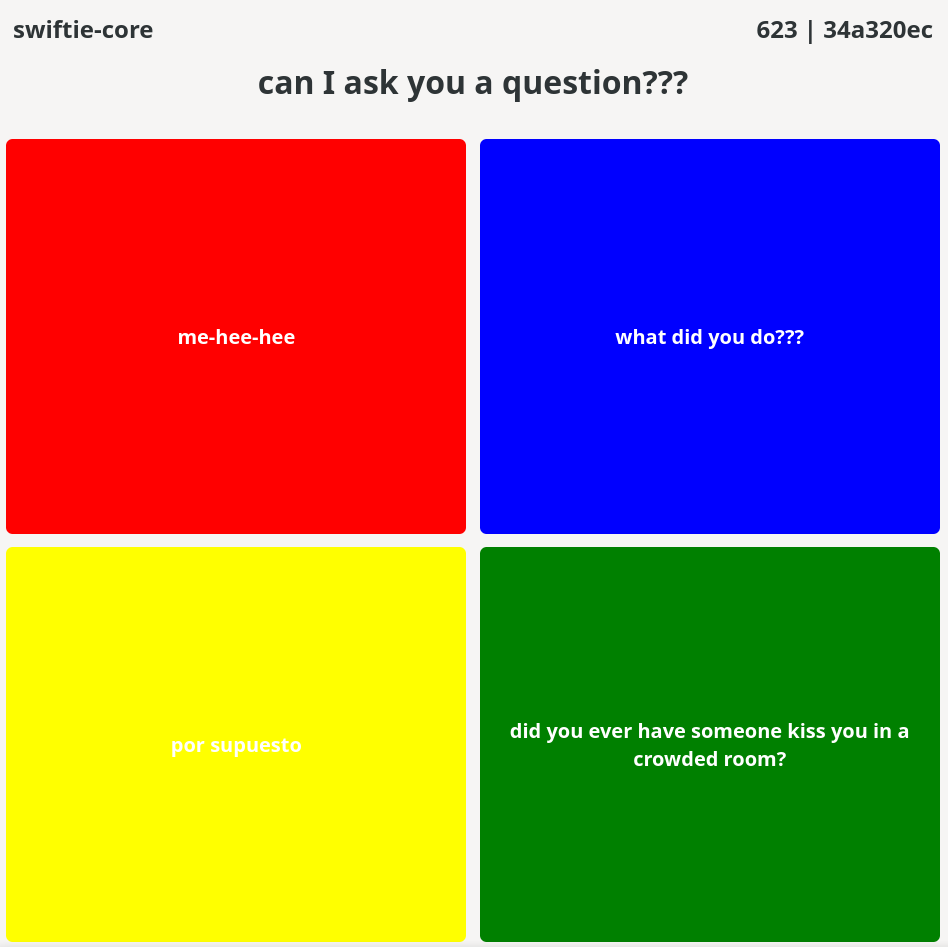 swiftie-core
623 | 34a320ec
can I ask you a question???
me-hee-hee
what did you do???
por supuesto
did you ever have someone kiss you in a
crowded room?